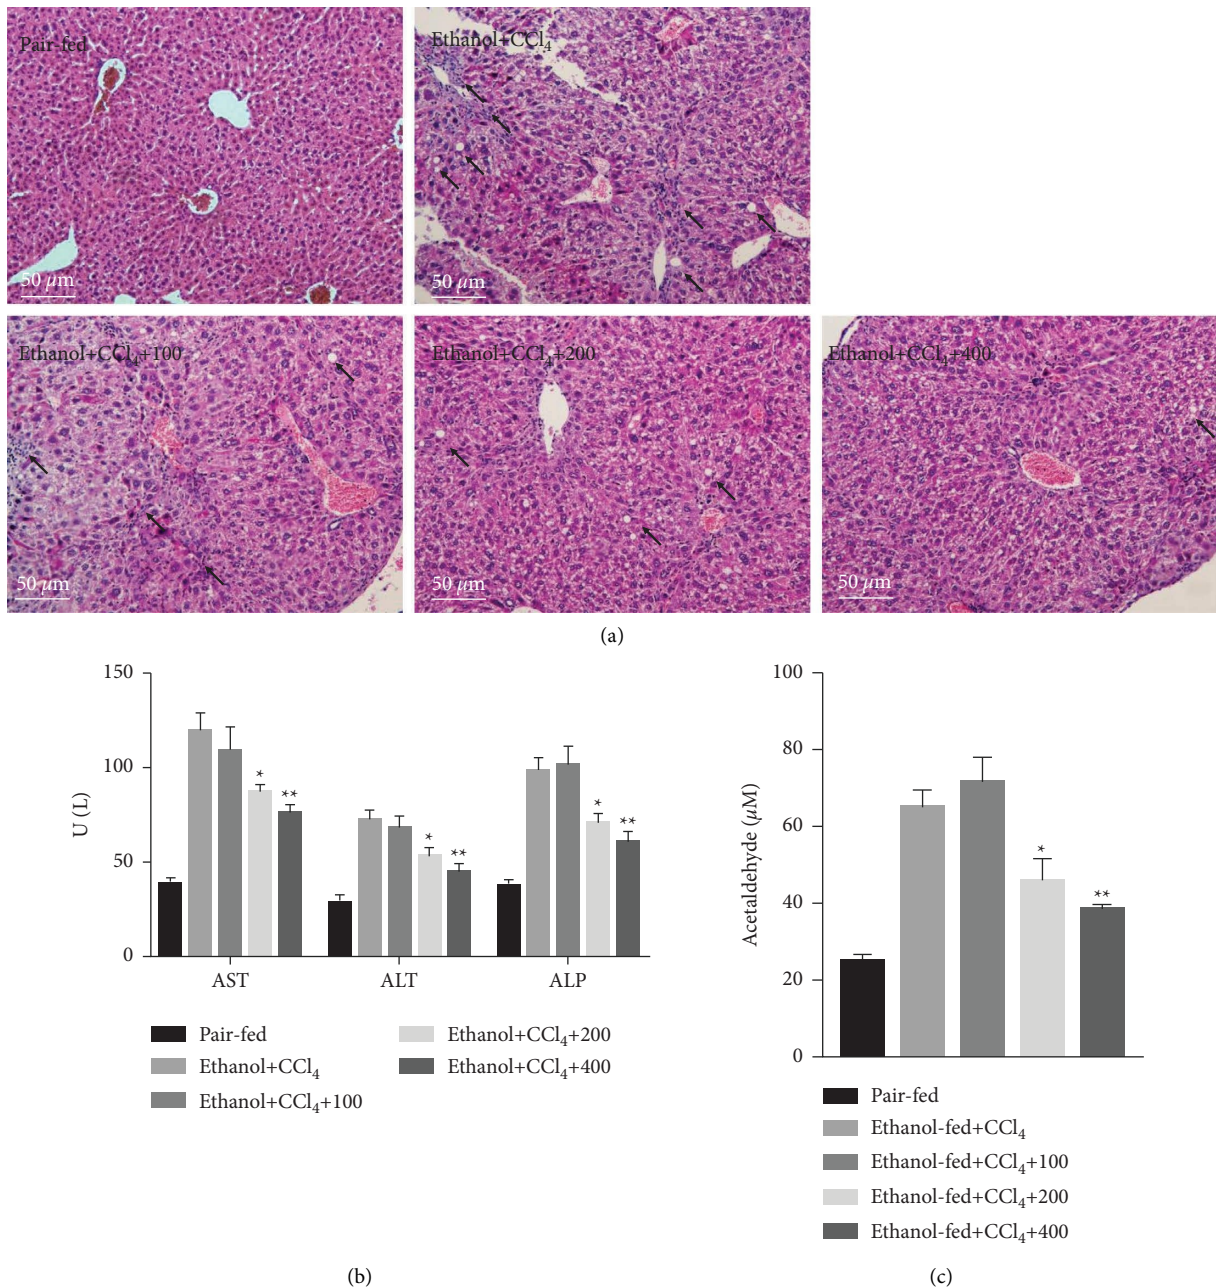 Pair-fed
Ethanol+CCl₄
50 μm
50 μm
Ethanol+CCl₄+100
Ethanol+CCl₄+200
Ethanol+CCl₄+400
50 μm
50 μm
50 μm
(a)
150
100
50
0
U (L)
*
**
*
**
*
**
AST
ALT
ALP
Pair-fed
Ethanol+CCl₄
Ethanol+CCl₄+100
Ethanol+CCl₄+200
Ethanol+CCl₄+400
(b)
100
80
60
40
20
0
Acetaldehyde (μM)
*
**
Pair-fed
Ethanol-fed+CCl₄
Ethanol-fed+CCl₄+100
Ethanol-fed+CCl₄+200
Ethanol-fed+CCl₄+400
(c)